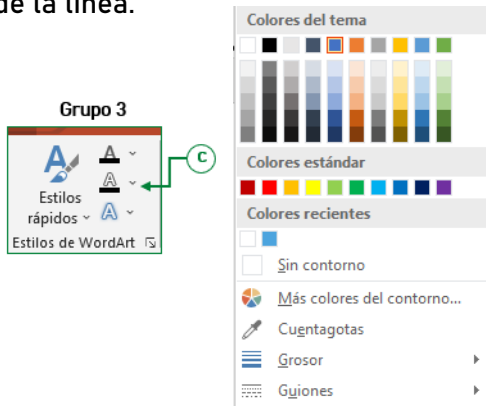 de la línea.
Grupo 3
Estilos
rápidos
Estilos de WordArt
C
Colores del tema
Colores estándar
Colores recientes
Sin contorno
Más colores del contorno...
Cuentagotas
Grosor
Guiones